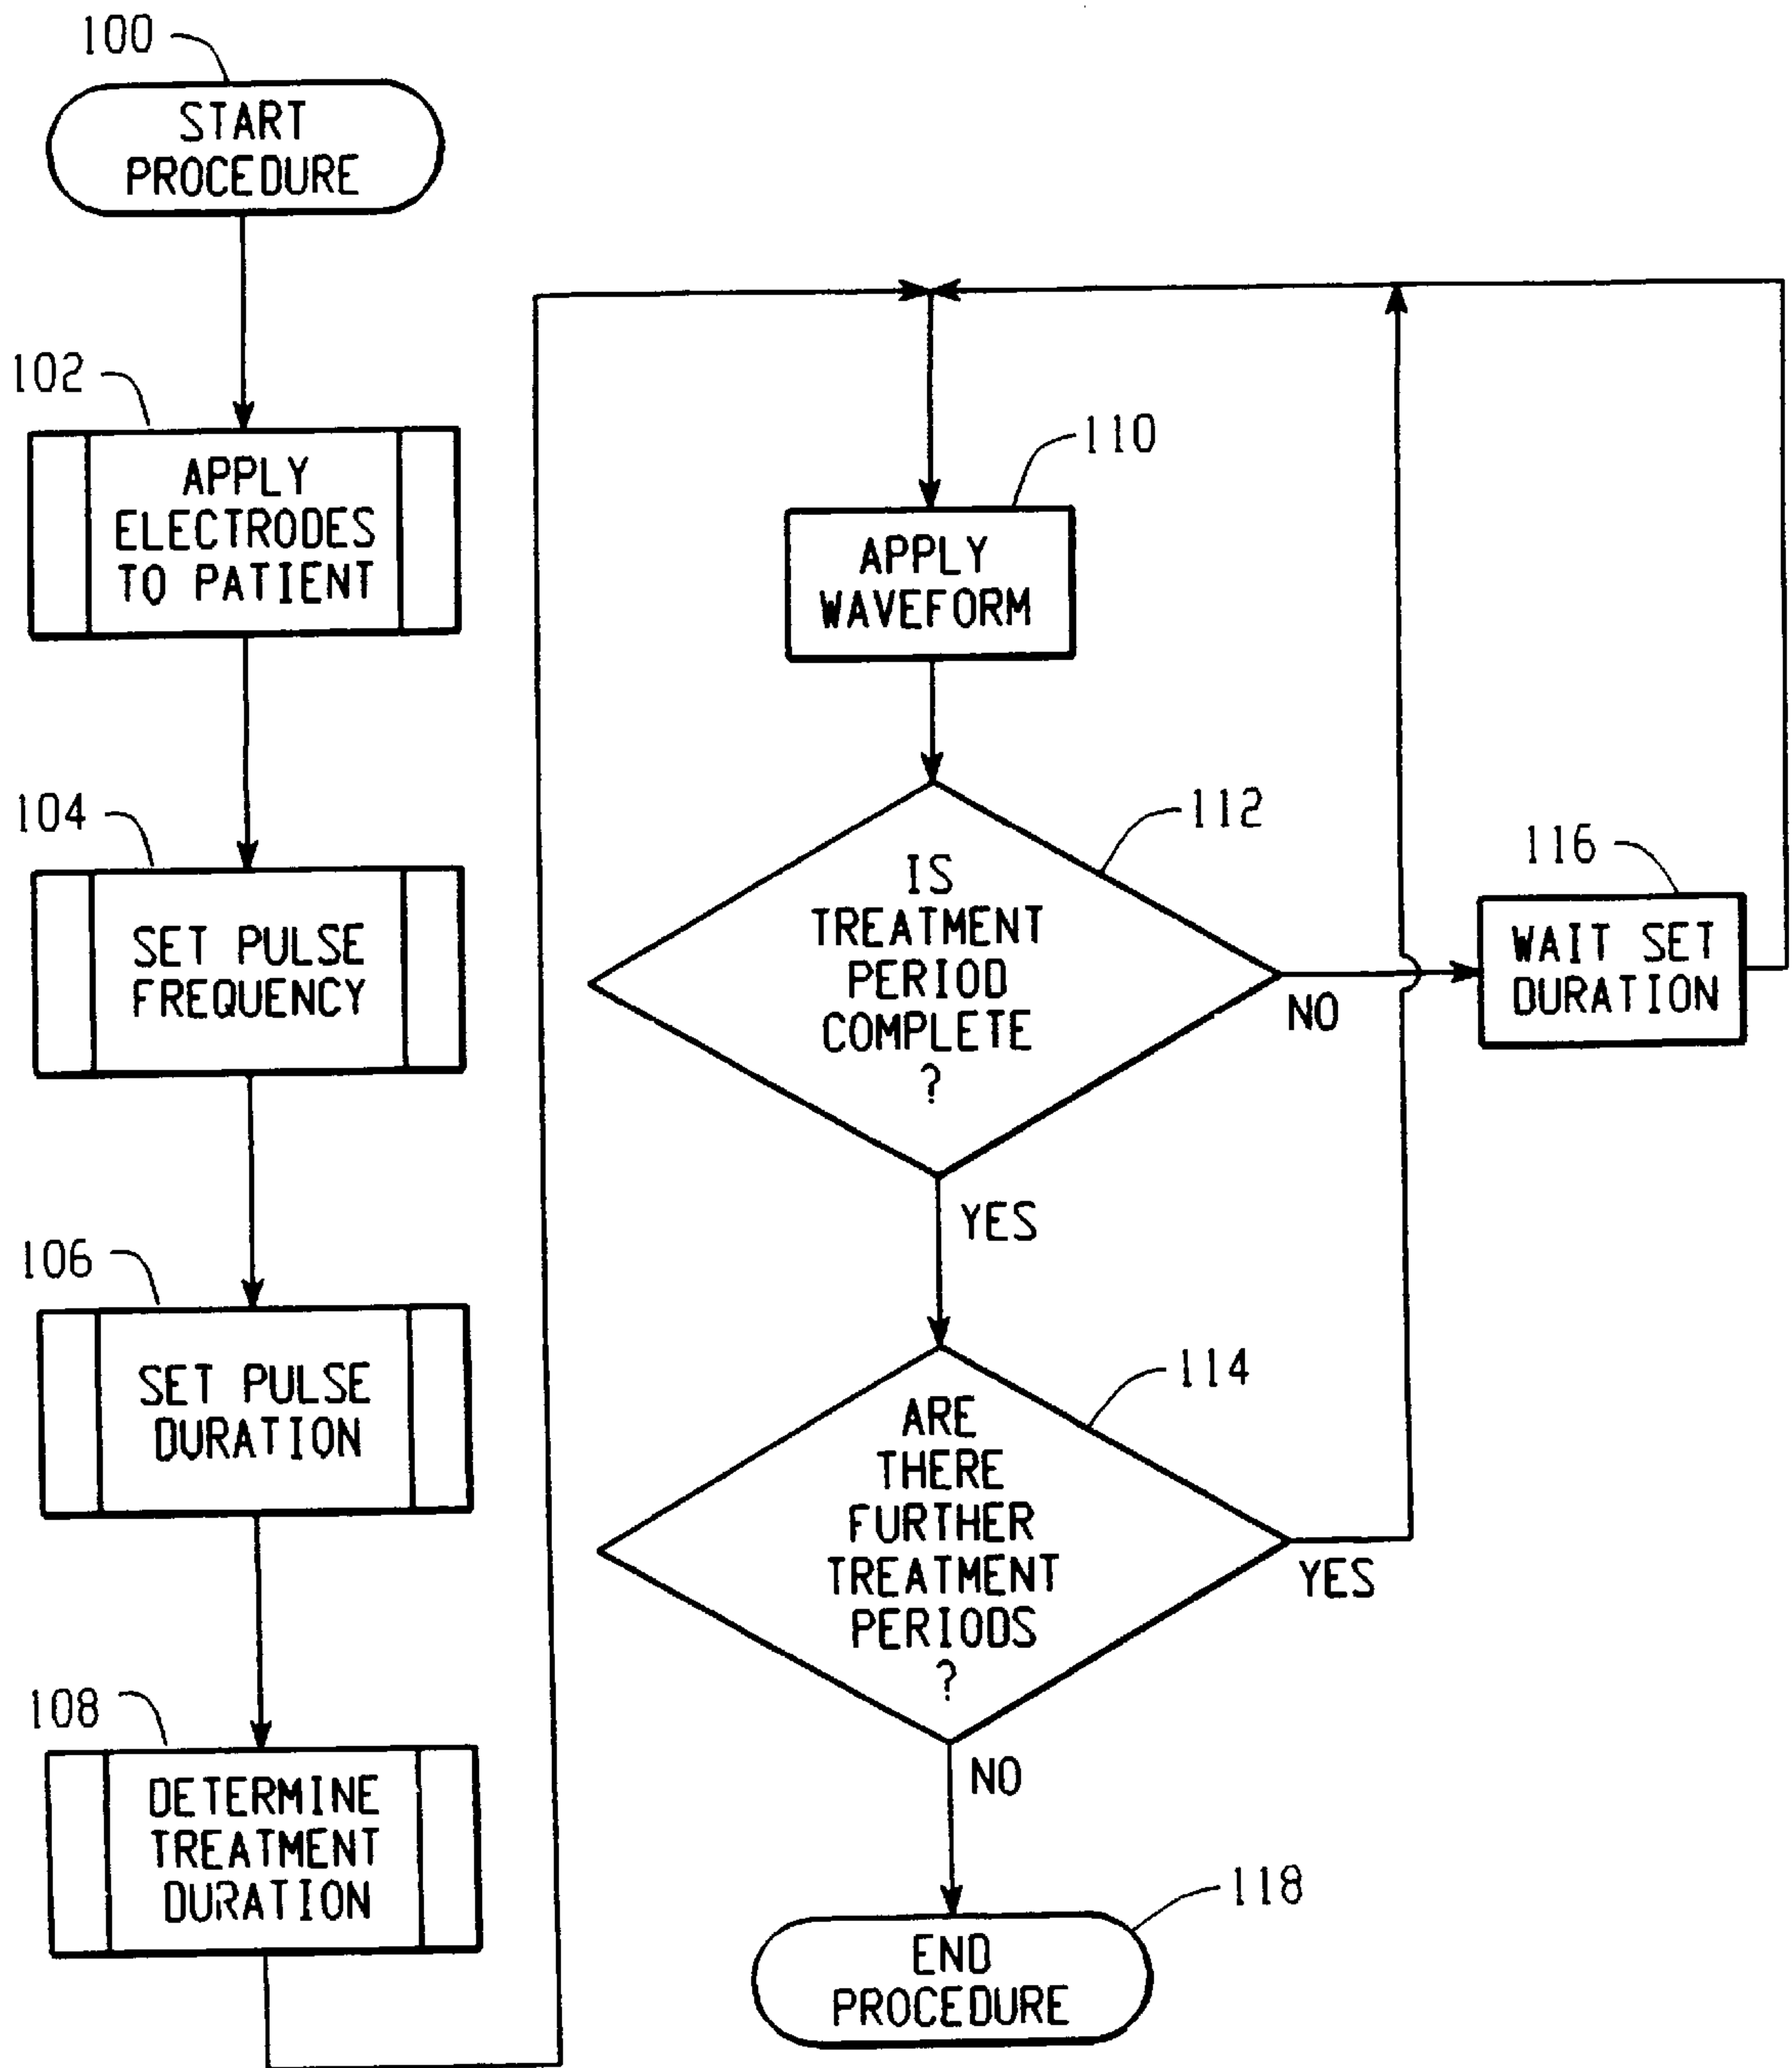 100
START
PROCEDURE
102
APPLY
ELECTRODES
TO PATIENT
104
SET PULSE
FREQUENCY
106
SET PULSE
DURATION
108
DETERMINE
TREATMENT
DURATION
110
APPLY
WAVEFORM
112
IS
TREATMENT
PERIOD
COMPLETE
?
NO
116
WAIT SET
DURATION
YES
114
ARE
THERE
FURTHER
TREATMENT
PERIODS
?
YES
NO
118
END
PROCEDURE